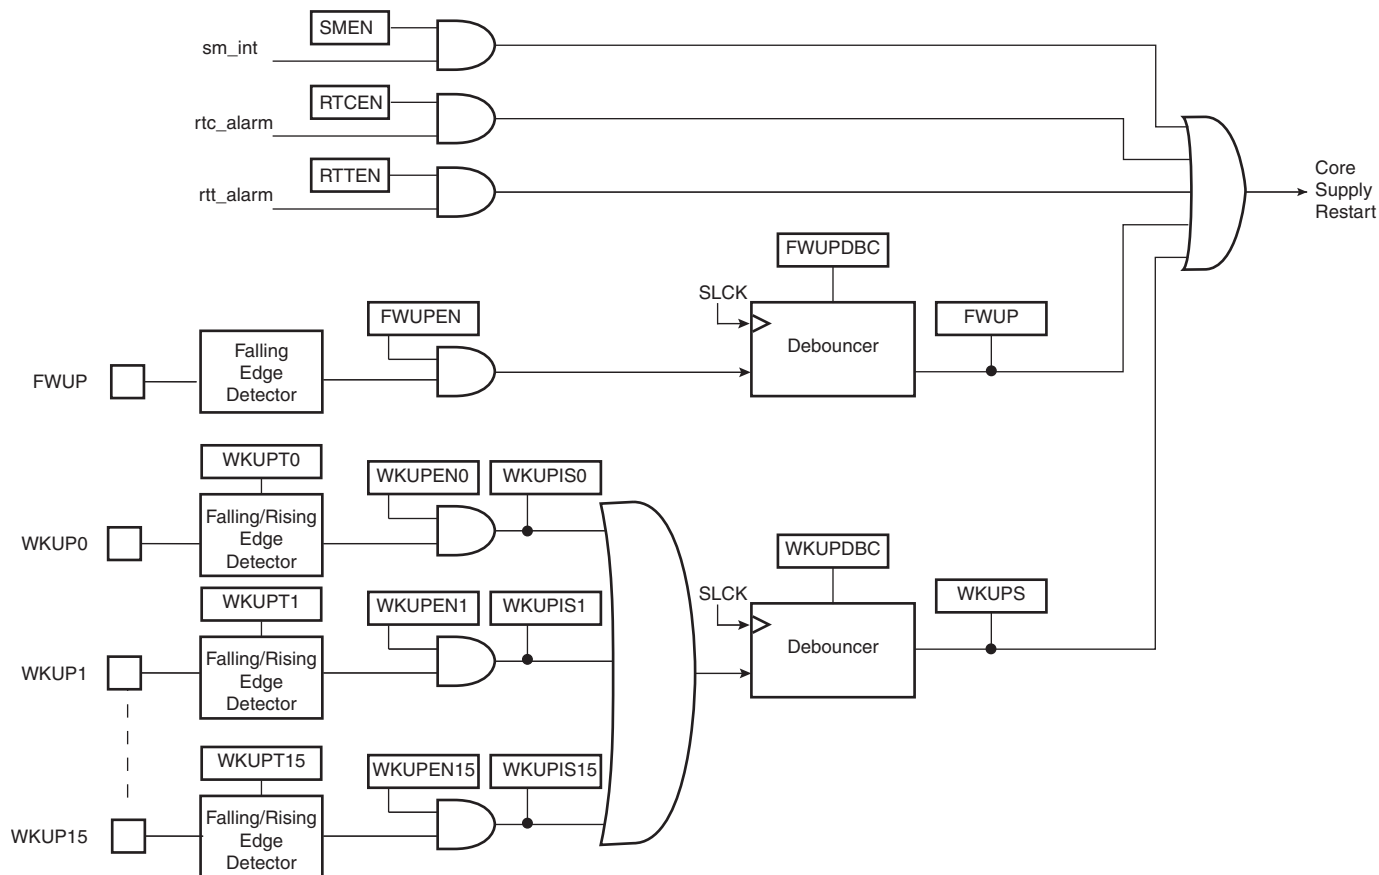 SMEN
sm_int
RTCEN
rtc_alarm
RTTEN
rtt_alarm
Core
Supply
Restart
FWUPDBC
SLCK
FWUPEN
FWUP
Falling
Edge
Detector
Debouncer
FWUP
WKUPT0
WKUPEN0
WKUPIS0
Falling/Rising
Edge
Detector
WKUP0
WKUPDBC
SLCK
WKUPT1
WKUPEN1
WKUPIS1
WKUPS
Falling/Rising
Edge
Detector
Debouncer
WKUP1
WKUPT15
WKUPEN15
WKUPIS15
Falling/Rising
Edge
Detector
WKUP15